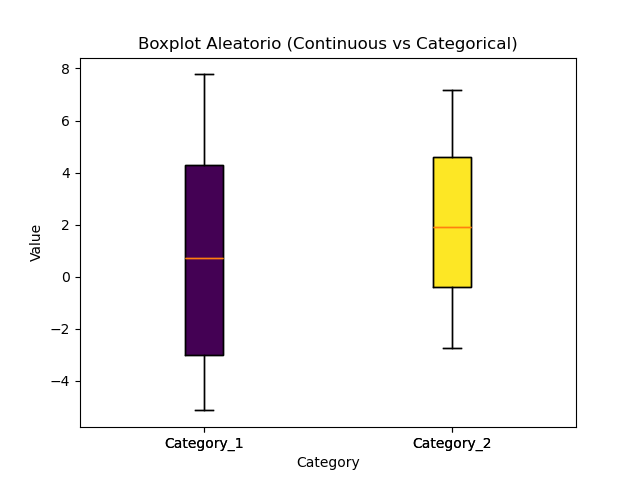 Boxplot Aleatorio (Continuous vs Categorical)
8
6
4
2
0
−2
−4
Value
Category_1
Category_2
Category